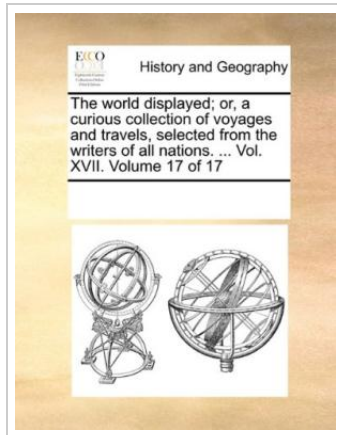 ECCO
History and Geography
The world displayed; or, a
curious collection of voyages
and travels, selected from the
writers of all nations. ... Vol.
XVII. Volume 17 of 17